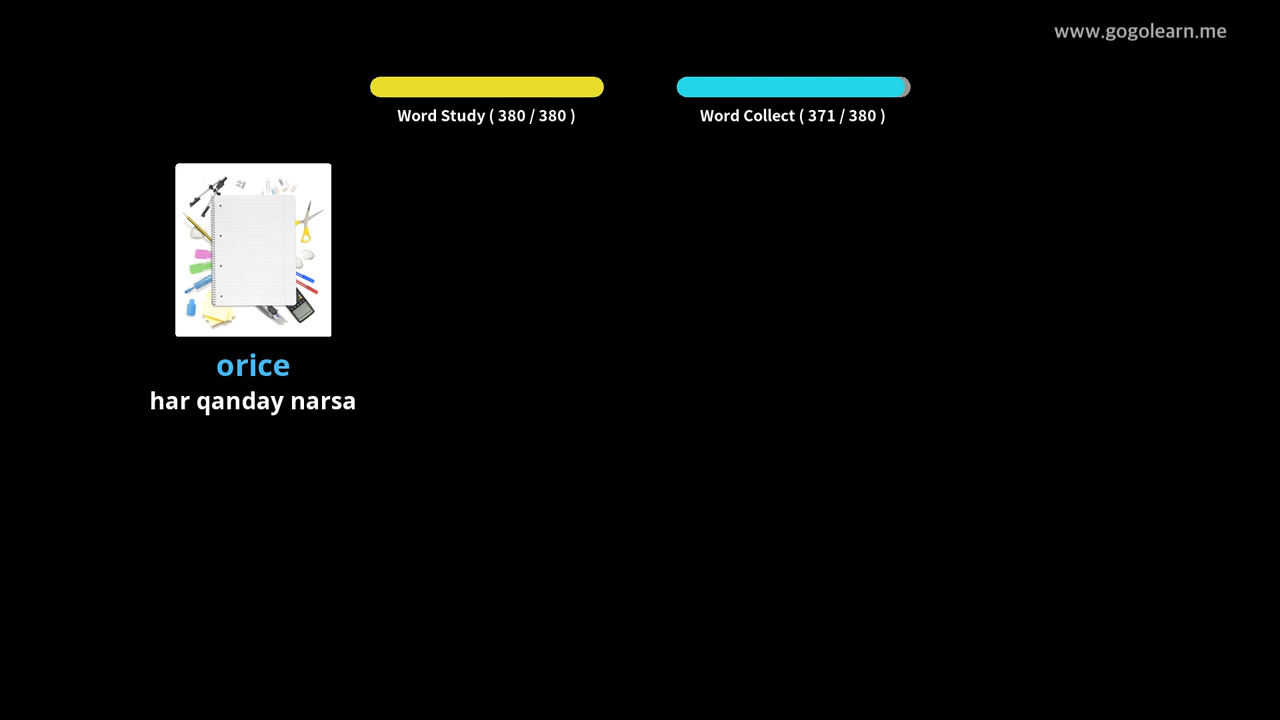 www.gogolearn.me
Word Study ( 380 / 380 )
Word Collect ( 371 / 380 )
orice
har qanday narsa